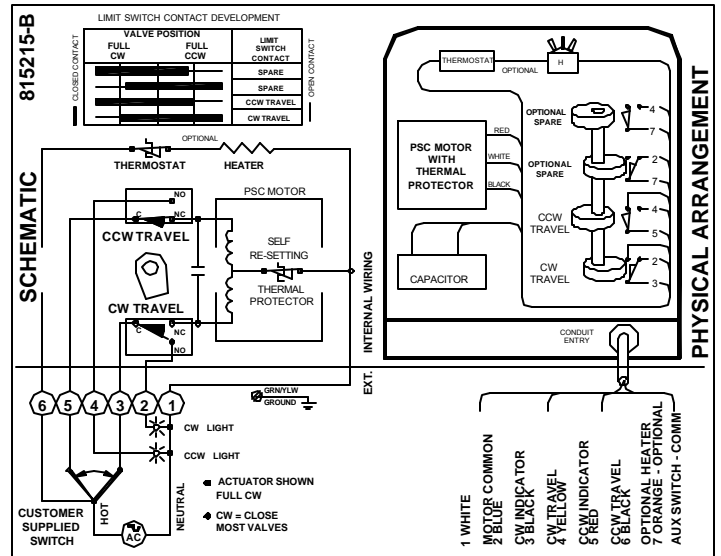 815215-B
LIMIT SWITCH CONTACT DEVELOPMENT
VALVE POSITION
FULL CW
FULL CCW
LIMIT SWITCH CONTACT
SPARE
SPARE
CCW TRAVEL
CW TRAVEL
CLOSED CONTACT
OPEN CONTACT
SCHEMATIC
OPTIONAL
THERMOSTAT
HEATER
NO
C
NC
CCW TRAVEL
PSC MOTOR
SELF
RE-SETTING
THERMAL
PROTECTOR
CW TRAVEL
C
NC
NO
INTERNAL WIRING
EXT.
6
5
4
3
2
1
GRN/YLW
GROUND
CW LIGHT
CCW LIGHT
ACTUATOR SHOWN
FULL CW
CW = CLOSE
MOST VALVES
CUSTOMER
SUPPLIED
SWITCH
HOT
AC
NEUTRAL
PHYSICAL ARRANGEMENT
THERMOSTAT
OPTIONAL
H
PSC MOTOR
WITH
THERMAL
PROTECTOR
RED
WHITE
BLACK
CAPACITOR
OPTIONAL
SPARE
4
7
OPTIONAL
SPARE
2
7
CCW
TRAVEL
4
5
CW
TRAVEL
2
3
CONDUIT
ENTRY
1 WHITE
MOTOR COMMON
2 BLUE
CW INDICATOR
3 BLACK
CW TRAVEL
4 YELLOW
CCW INDICATOR
5 RED
CCW TRAVEL
6 BLACK
OPTIONAL HEATER
7 ORANGE - OPTIONAL
AUX SWITCH - COMM